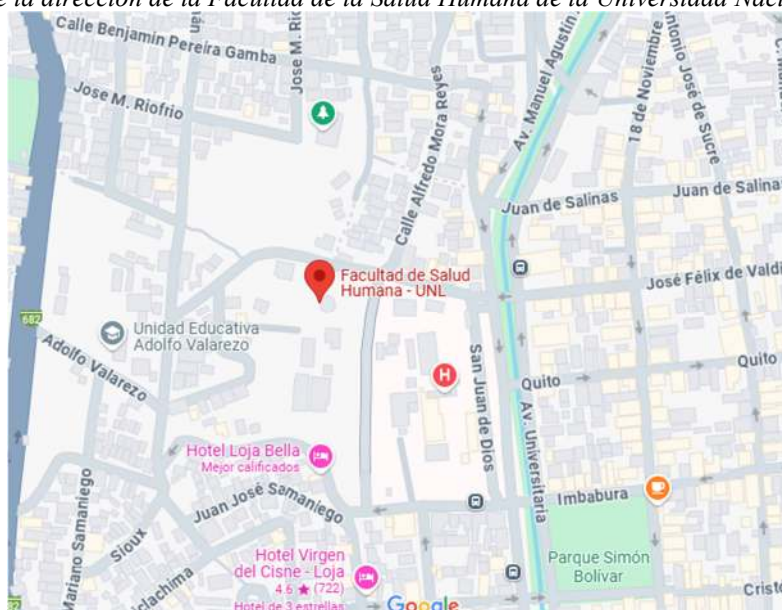 la dirección de la Facultad de la Salud Humana de la Universidad
Calle Benjamín Pereira Gamba
Jose M. Riofrio
Calle Alfredo Mora Reyes
Av. Manuel Agustín
18 de Noviembre
Antonio José de Sucre
Juan de Salinas
Juan de Salina
Facultad de Salud
Humana - UNL
José Félix de Valdi
682
Unidad Educativa
Adolfo Valarezo
Adolfo Valarezo
H
San Juan de Dios
Quito
Quito
Av. Universitaria
Hotel Loja Bella
Mejor calificados
Juan José Samaniego
Imbabura
Mariano Samaniego
Sioux
Hotel Virgen
del Cisne - Loja
4.6 ★ (722)
Hotel de 3 estrellas
Parque Simón
Bolívar
Google